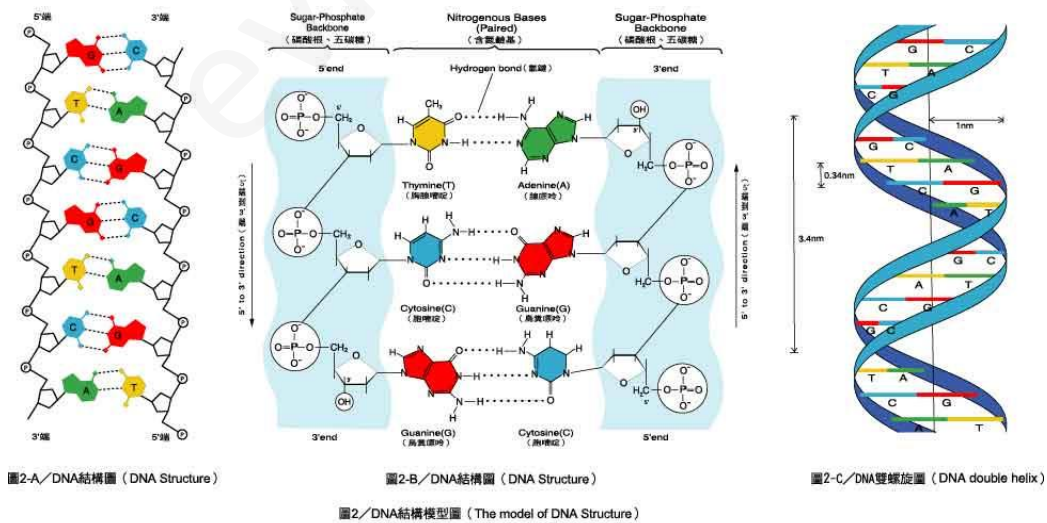 5'端 3'端
P
G C
T A
C G
G C
T A
C G
A T
3'端 5'端
圖2-A/DNA結構圖(DNA Structure)
Sugar-Phosphate
Backbone
(磷酸根、五碳糖)
Nitrogenous Bases
(Paired)
(含氮鹼基)
Sugar-Phosphate
Backbone
(磷酸根、五碳糖)
5'end
Hydrogen bond(氫鍵)
3'end
Thymine(T)
(胸腺嘧啶)
Adenine(A)
(腺嘌呤)
Cytosine(C)
(胞嘧啶)
Guanine(G)
(鳥糞嘌呤)
Guanine(G)
(鳥糞嘌呤)
Cytosine(C)
(胞嘧啶)
5' to 3' direction
5' to 3' direction
3'end
5'end
圖2-B/DNA結構圖(DNA Structure)
G C
T A
C G
1nm
G C
T A
0.34nm
C G
A T
3.4nm
G C
A T
C G
G C
T A
C G
A T
圖2-C/DNA雙螺旋圖(DNA double helix)
圖2/DNA結構模型圖(The model of DNA Structure)